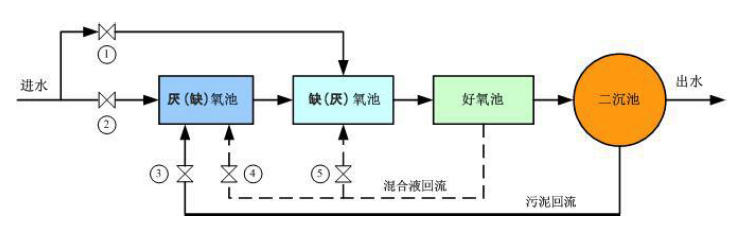 ①
进水
出水
厌(缺)氧池
缺(厌)氧池
好氧池
二沉池
②
③
④
⑤
混合液回流
污泥回流